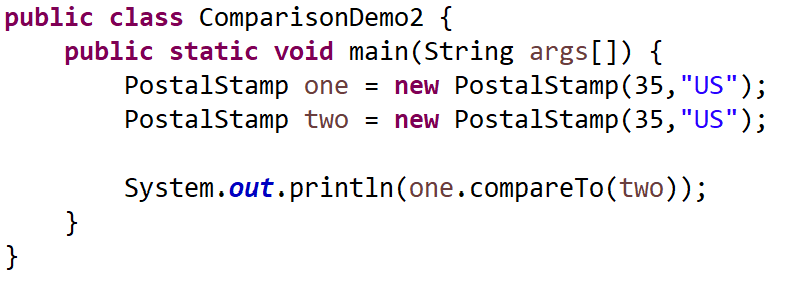 public class ComparisonDemo2 {
    public static void main(String args[]) {
        PostalStamp one = new PostalStamp(35,"US");
        PostalStamp two = new PostalStamp(35,"US");

        System.out.println(one.compareTo(two));
    }
}